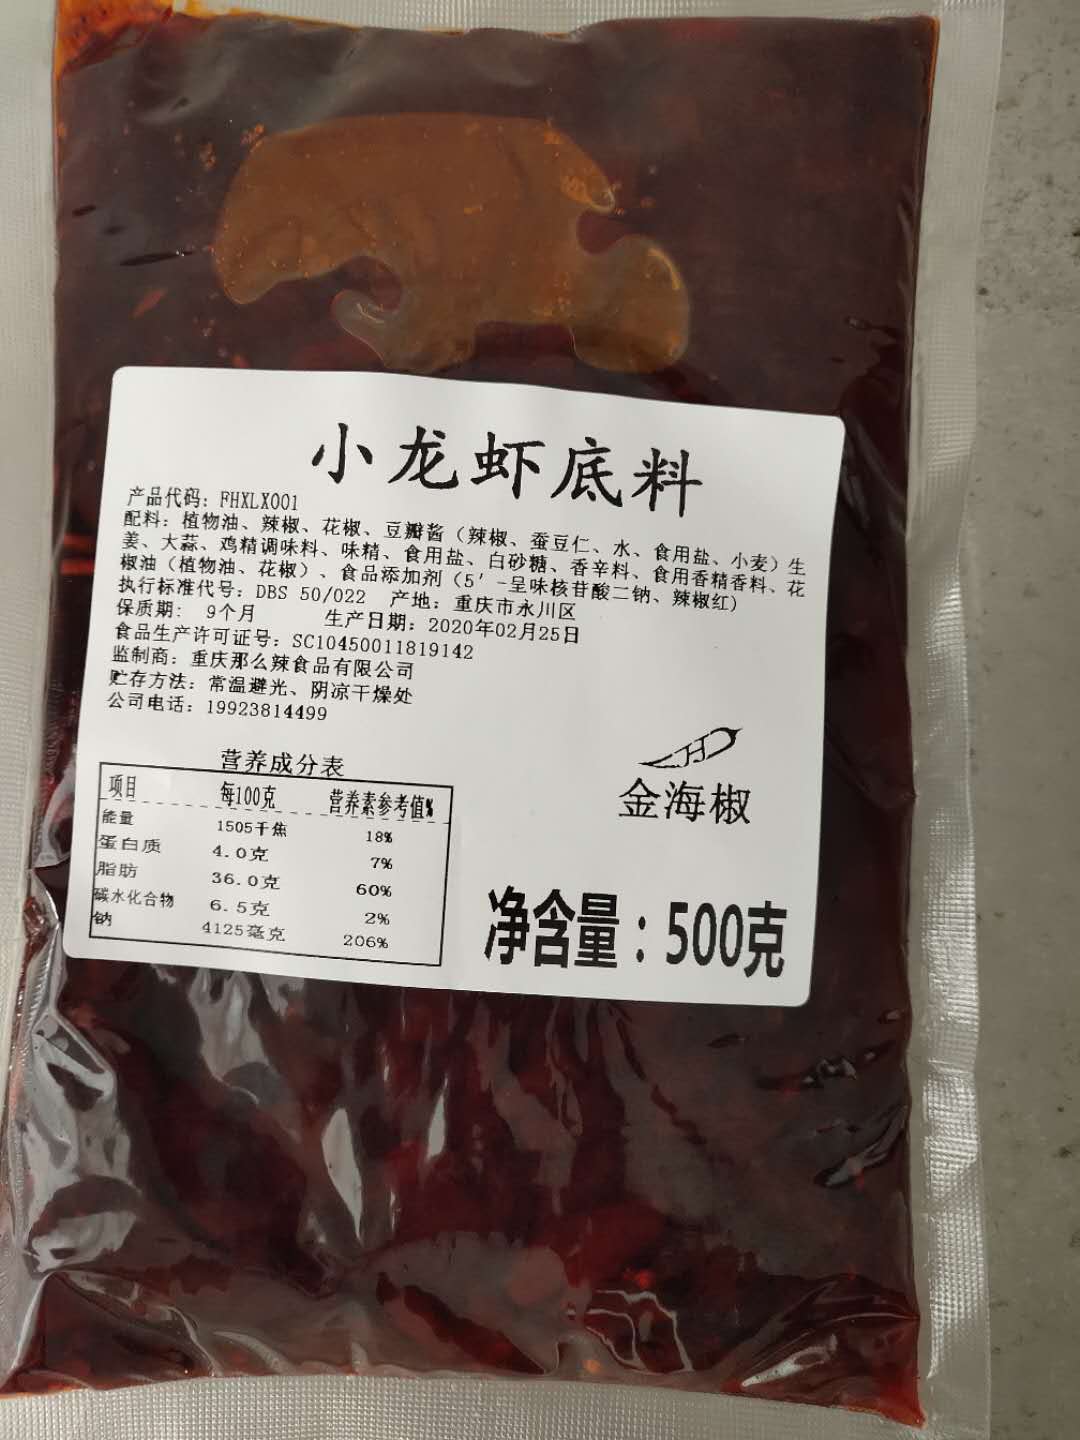 小龙虾底料
产品代码：FHXLX001
配料：植物油、辣椒、花椒、豆瓣酱（辣椒、蚕豆仁、水、食用盐、小麦）生
姜、大蒜、鸡精调味料、味精、食用盐、白砂糖、香辛料、食用香精香料、花
椒油（植物油、花椒）、食品添加剂（5′-呈味核苷酸二钠、辣椒红)
执行标准代号：DBS 50/022 产地：重庆市永川区
保质期：9个月 生产日期：2020年02月25日
食品生产许可证号：SC10450011819142
监制商：重庆那么辣食品有限公司
贮存方法：常温避光、阴凉干燥处
公司电话：19923814499
营养成分表
项目 每100克 营养素参考值%
能量 1505千焦 18%
蛋白质 4.0克 7%
脂肪 36.0克 60%
碳水化合物 6.5克 2%
钠 4125毫克 206%
金海椒
净含量：500克